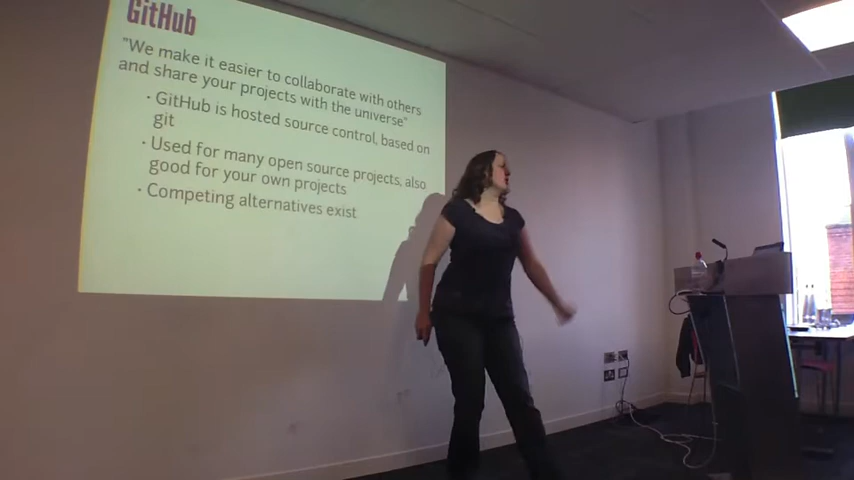 GitHub
"We make it easier to collaborate with others
and share your projects with the universe"
• GitHUb is hosted source control, based on
git
• Used for many open source projects, also
good for your own projects
• Competing alternatives exist